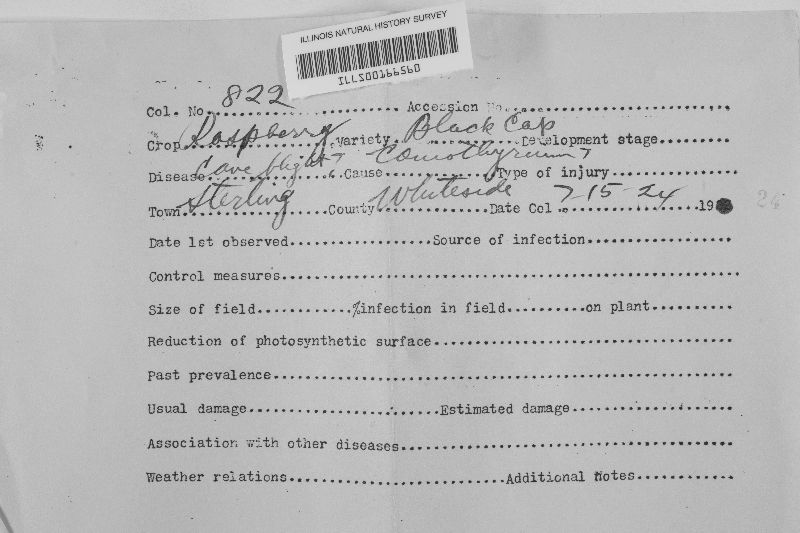 ILLINOIS NATURAL HISTORY SURVEY
ILLS00166560
Col. No. 822 Accession No.
Crop Raspberry Variety Black Cap Development stage
Disease Cane blight Cause Coniothyrium Type of injury
Town Sterling County Whiteside Date Col. 7-15-24 19 24
Date 1st observed Source of infection
Control measures
Size of field %infection in field on plant
Reduction of photosynthetic surface
Past prevalence
Usual damage Estimated damage
Association with other diseases
Weather relations Additional Notes